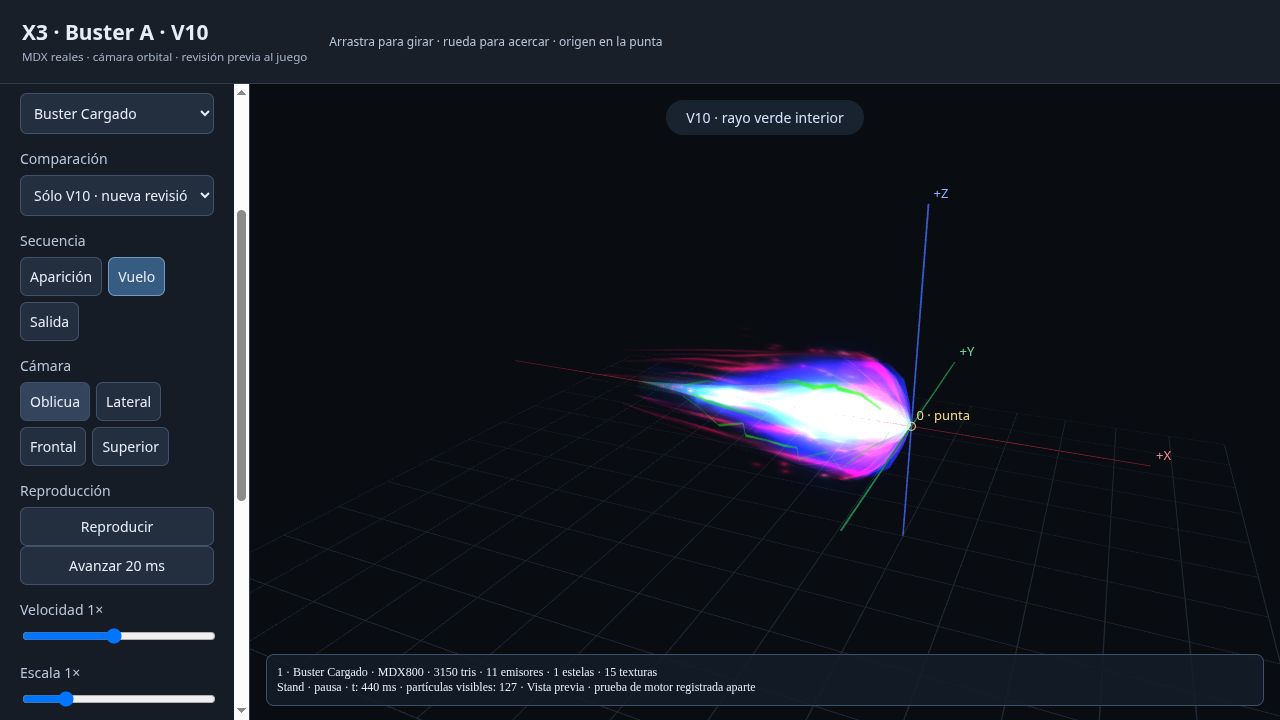 X3 · Buster A · V10
MDX reales · cámara orbital · revisión previa al juego
Arrastra para girar · rueda para acercar · origen en la punta
Buster Cargado
Comparación
Sólo V10 · nueva revisió
Secuencia
Aparición
Vuelo
Salida
Cámara
Oblicua
Lateral
Frontal
Superior
Reproducción
Reproducir
Avanzar 20 ms
Velocidad 1×
Escala 1×
V10 · rayo verde interior
+Z
+Y
0 · punta
+X
1 · Buster Cargado · MDX800 · 3150 tris · 11 emisores · 1 estelas · 15 texturas
Stand · pausa · t: 440 ms · partículas visibles: 127 · Vista previa · prueba de motor registrada aparte